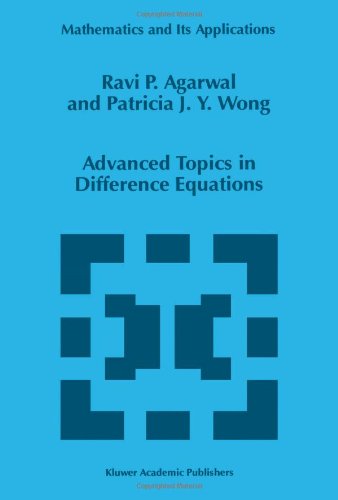 Mathematics and Its Applications
Ravi P. Agarwal
and Patricia J. Y. Wong
Advanced Topics in
Difference Equations
Kluwer Academic Publishers